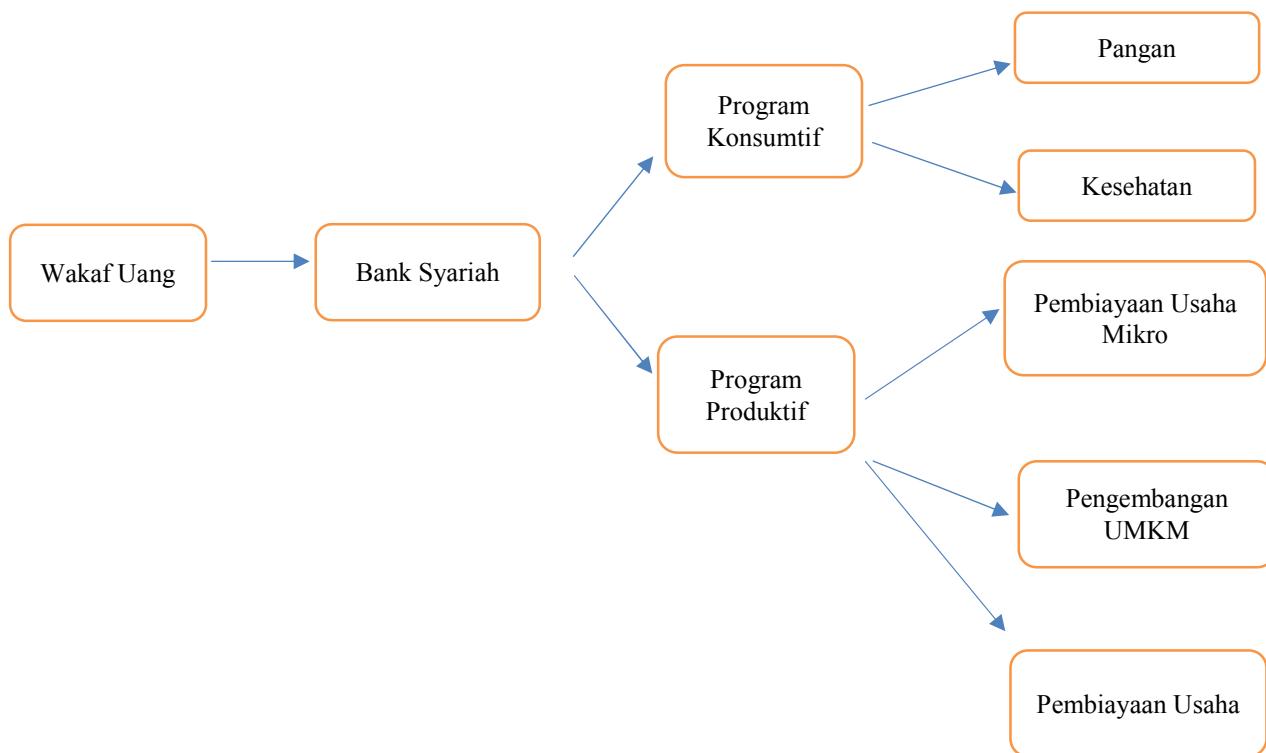 Wakaf Uang
Bank Syariah
Program
Konsumtif
Pangan
Kesehatan
Program
Produktif
Pembiayaan Usaha
Mikro
Pengembangan
UMKM
Pembiayaan Usaha